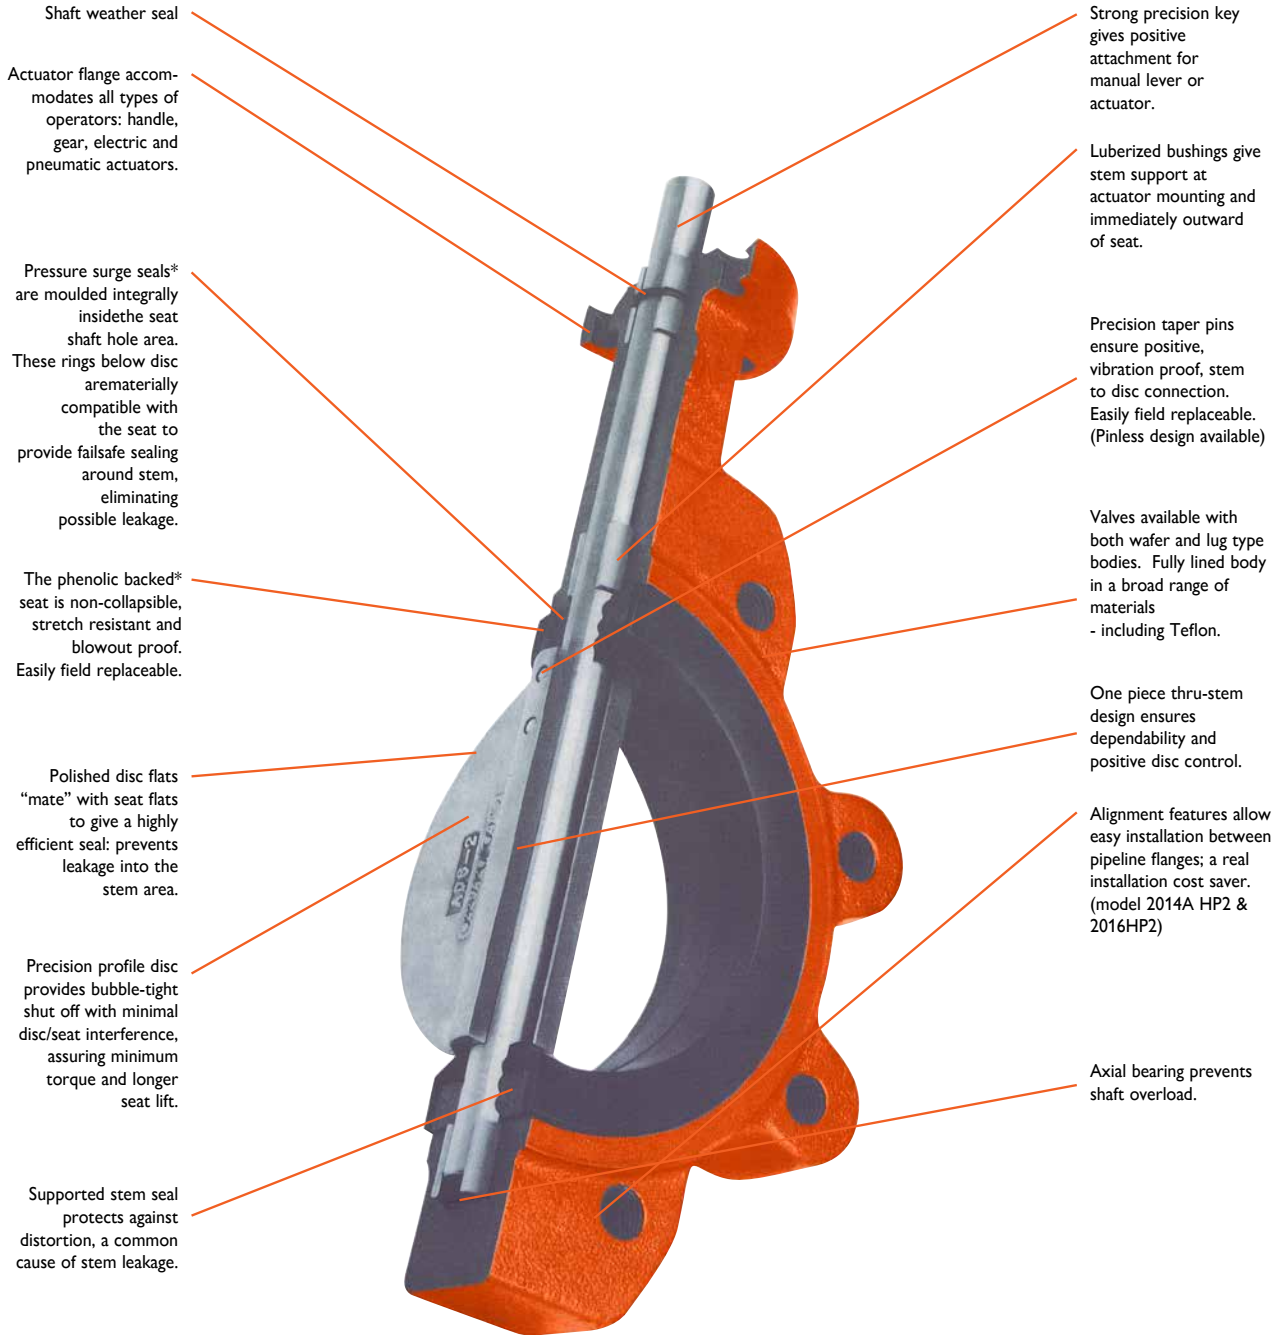 Shaft weather seal
Actuator flange accom-
modates all types of
operators: handle,
gear, electric and
pneumatic actuators.
Pressure surge seals*
are moulded integrally
insidethe seat
shaft hole area.
These rings below disc
arematerially
compatible with
the seat to
provide failsafe sealing
around stem,
eliminating
possible leakage.
The phenolic backed*
seat is non-collapsible,
stretch resistant and
blowout proof.
Easily field replaceable.
Polished disc flats
“mate” with seat flats
to give a highly
efficient seal: prevents
leakage into the
stem area.
Precision profile disc
provides bubble-tight
shut off with minimal
disc/seat interference,
assuring minimum
torque and longer
seat lift.
Supported stem seal
protects against
distortion, a common
cause of stem leakage.
Strong precision key
gives positive
attachment for
manual lever or
actuator.
Luberized bushings give
stem support at
actuator mounting and
immediately outward
of seat.
Precision taper pins
ensure positive,
vibration proof, stem
to disc connection.
Easily field replaceable.
(Pinless design available)
Valves available with
both wafer and lug type
bodies. Fully lined body
in a broad range of
materials
- including Teflon.
One piece thru-stem
design ensures
dependability and
positive disc control.
Alignment features allow
easy installation between
pipeline flanges; a real
installation cost saver.
(model 2014A HP2 &
2016HP2)
Axial bearing prevents
shaft overload.